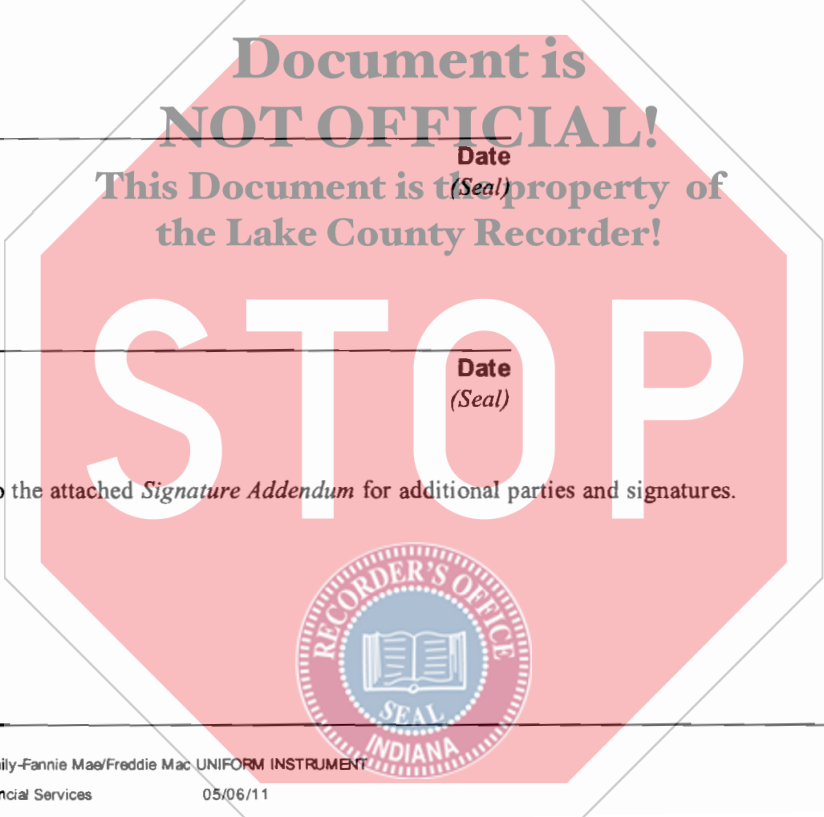 Document is
NOT OFFICIAL!
Date
This Document is the property of
(Seal)
the Lake County Recorder!
STOP
Date
(Seal)
the attached Signature Addendum for additional parties and signatures.
RECORDER'S OFFICE
SEAL
INDIANA
Fannie Mae/Freddie Mac UNIFORM INSTRUMENT
Services 05/06/11